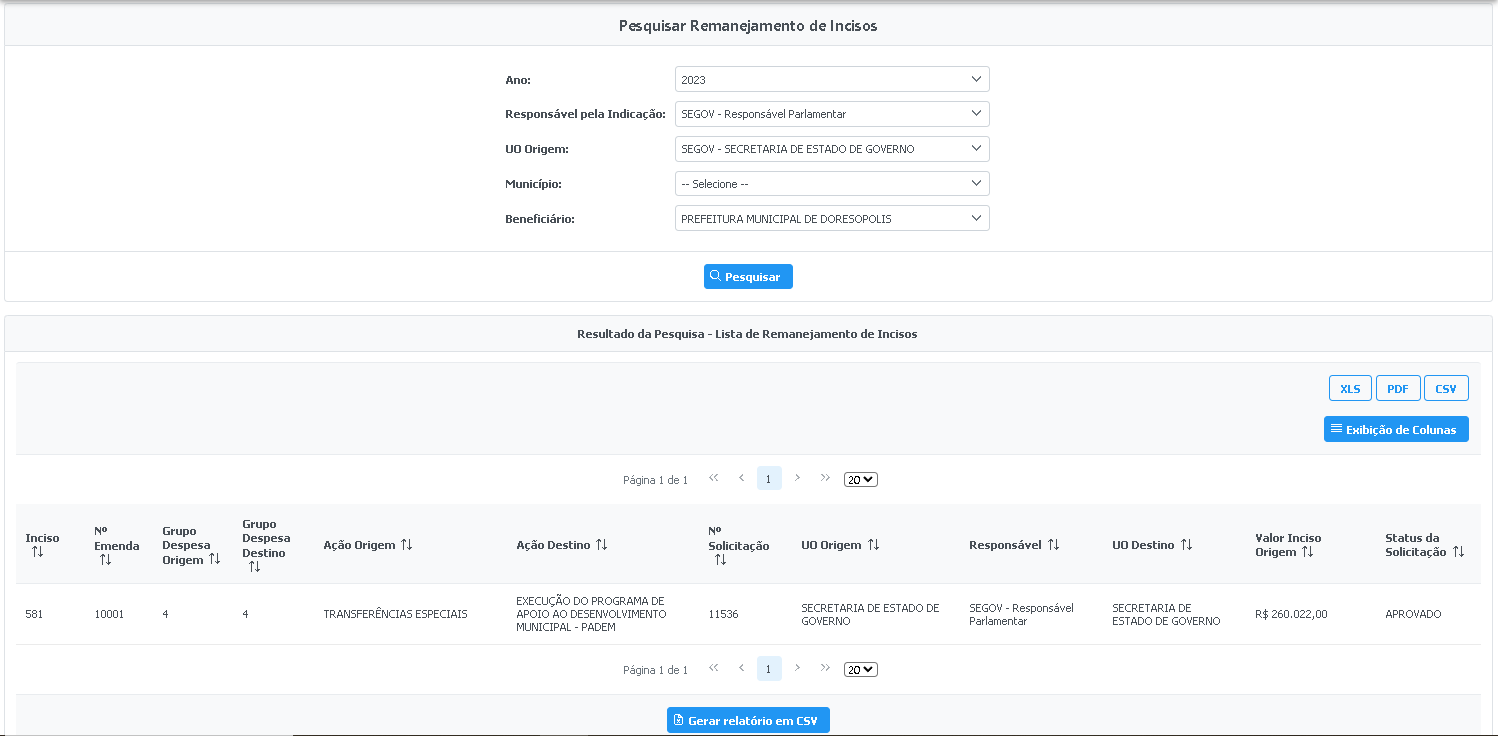 Pesquisar Remanejamento de Incisos
Ano:
2023
Responsável pela Indicação:
SEGOV - Responsável Parlamentar
UO Origem:
SEGOV - SECRETARIA DE ESTADO DE GOVERNO
Município:
-- Selecione --
Beneficiário:
PREFEITURA MUNICIPAL DE DORESOPOLIS
Pesquisar
Resultado da Pesquisa - Lista de Remanejamento de Incisos
XLS PDF CSV
Exibição de Colunas
Página 1 de 1
1
20
Inciso
Nº
Emenda
Grupo
Despesa
Origem
Grupo
Despesa
Destino
Ação Origem
Ação Destino
Nº
Solicitação
UO Origem
Responsável
UO Destino
Valor Inciso
Origem
Status da
Solicitação
581
10001
4
4
TRANSFERÊNCIAS ESPECIAIS
EXECUÇÃO DO PROGRAMA DE
APOIO AO DESENVOLVIMENTO
MUNICIPAL - PADEM
11536
SECRETARIA DE ESTADO DE
GOVERNO
SEGOV - Responsável
Parlamentar
SECRETARIA DE
ESTADO DE GOVERNO
R$ 260.022,00
APROVADO
Página 1 de 1
1
20
Gerar relatório em CSV